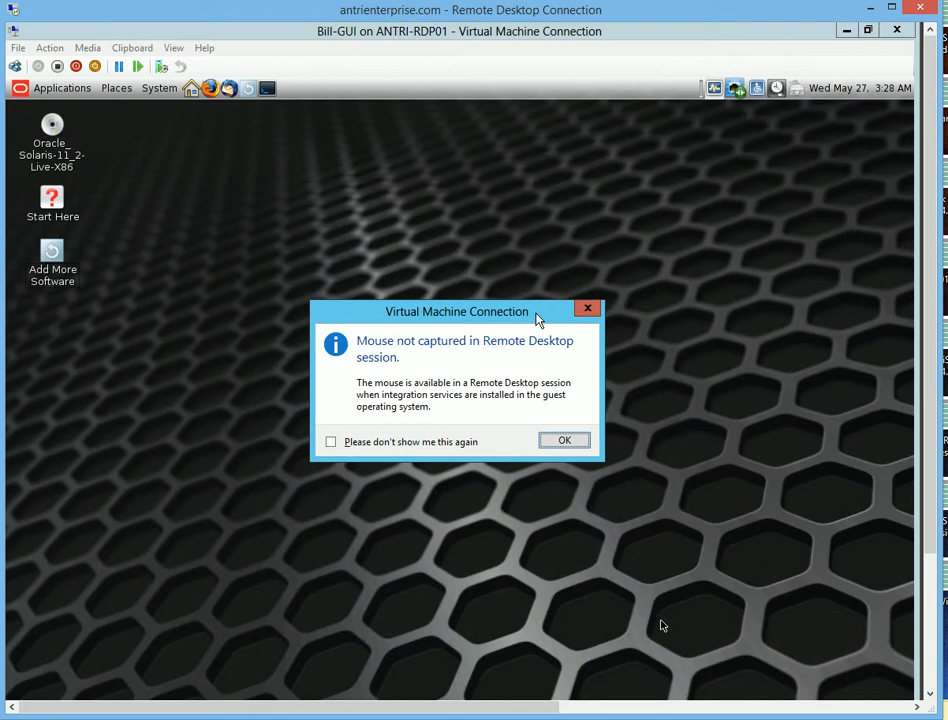 antrienterprise.com - Remote Desktop Connection
Bill-GUI on ANTRI-RDP01 - Virtual Machine Connection
File Action Media Clipboard View Help
Applications Places System Wed May 27, 3:28 AM
Oracle_
Solaris-11_2-
Live-X86
Start Here
Add More
Software
Virtual Machine Connection
Mouse not captured in Remote Desktop
session.
The mouse is available in a Remote Desktop session
when integration services are installed in the guest
operating system.
Please don't show me this again OK